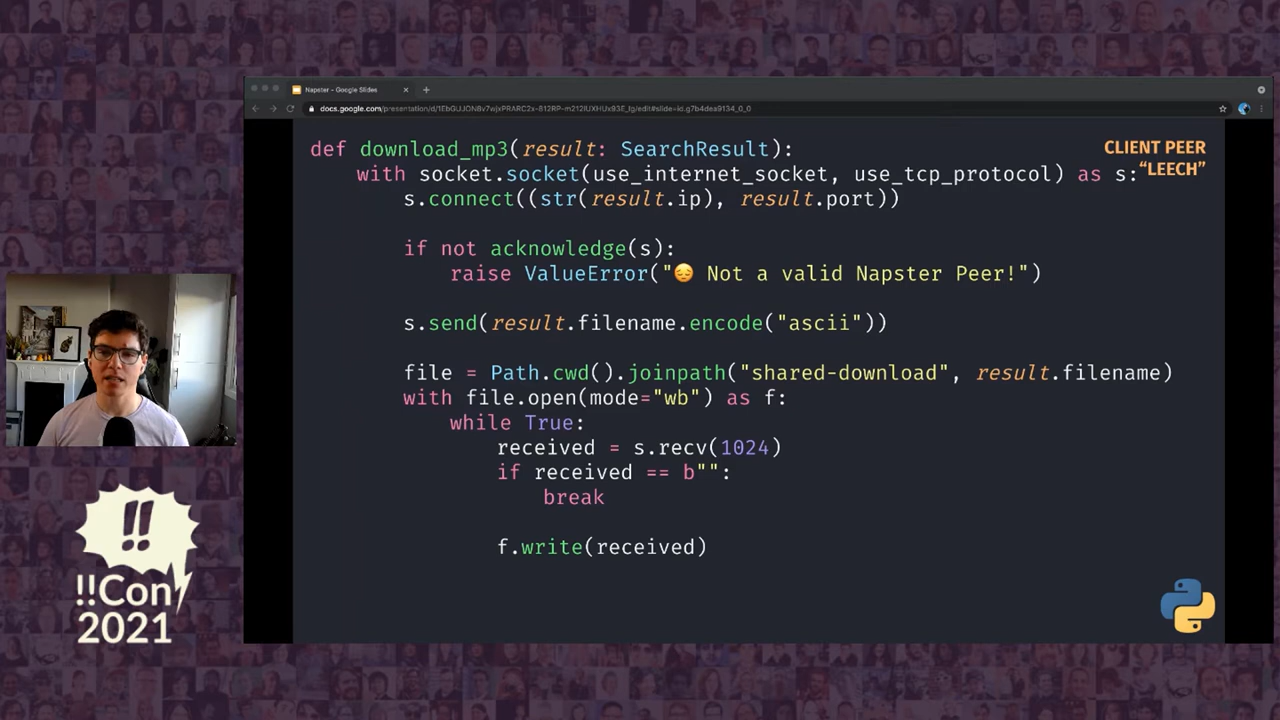 Napster - Google Slides
def download_mp3(result: SearchResult):
with socket.socket(use_internet_socket, use_tcp_protocol) as s:
s.connect((str(result.ip), result.port))
if not acknowledge(s):
raise ValueError("😔 Not a valid Napster Peer!")
s.send(result.filename.encode("ascii"))
file = Path.cwd().joinpath("shared-download", result.filename)
with file.open(mode="wb") as f:
while True:
received = s.recv(1024)
if received == b"":
break
f.write(received)
CLIENT PEER
“LEECH”
!!
!!Con
2021